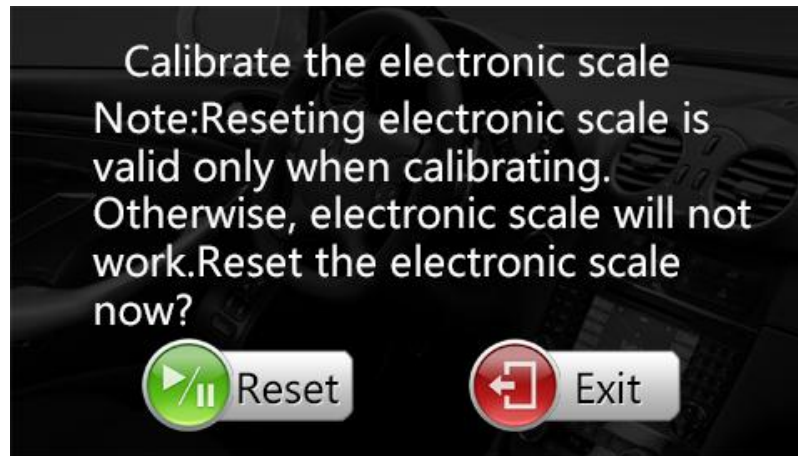 Calibrate the electronic scale
Note:Reseting electronic scale is
valid only when calibrating.
Otherwise, electronic scale will not
work.Reset the electronic scale
now?
Reset
Exit